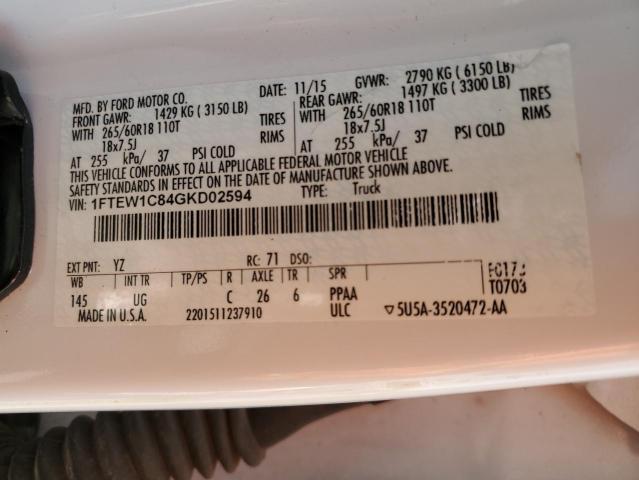 MFD. BY FORD MOTOR CO. DATE: 11/15 GVWR: 2790 KG ( 6150 LB)
FRONT GAWR: 1429 KG ( 3150 LB) REAR GAWR: 1497 KG ( 3300 LB)
WITH 265/60R18 110T TIRES WITH 265/60R18 110T TIRES
18x7.5J RIMS 18x7.5J RIMS
AT 255 kPa/ 37 PSI COLD AT 255 kPa/ 37 PSI COLD
THIS VEHICLE CONFORMS TO ALL APPLICABLE FEDERAL MOTOR VEHICLE
SAFETY STANDARDS IN EFFECT ON THE DATE OF MANUFACTURE SHOWN ABOVE.
VIN: 1FTEW1C84GKD02594 TYPE: Truck
EXT PNT: YZ RC: 71 DSO:
WB INT TR TP/PS R AXLE TR SPR
145 UG C 26 6 PPAA T0703
MADE IN U.S.A. 2201511237910 ULC ▽5U5A-3520472-AA